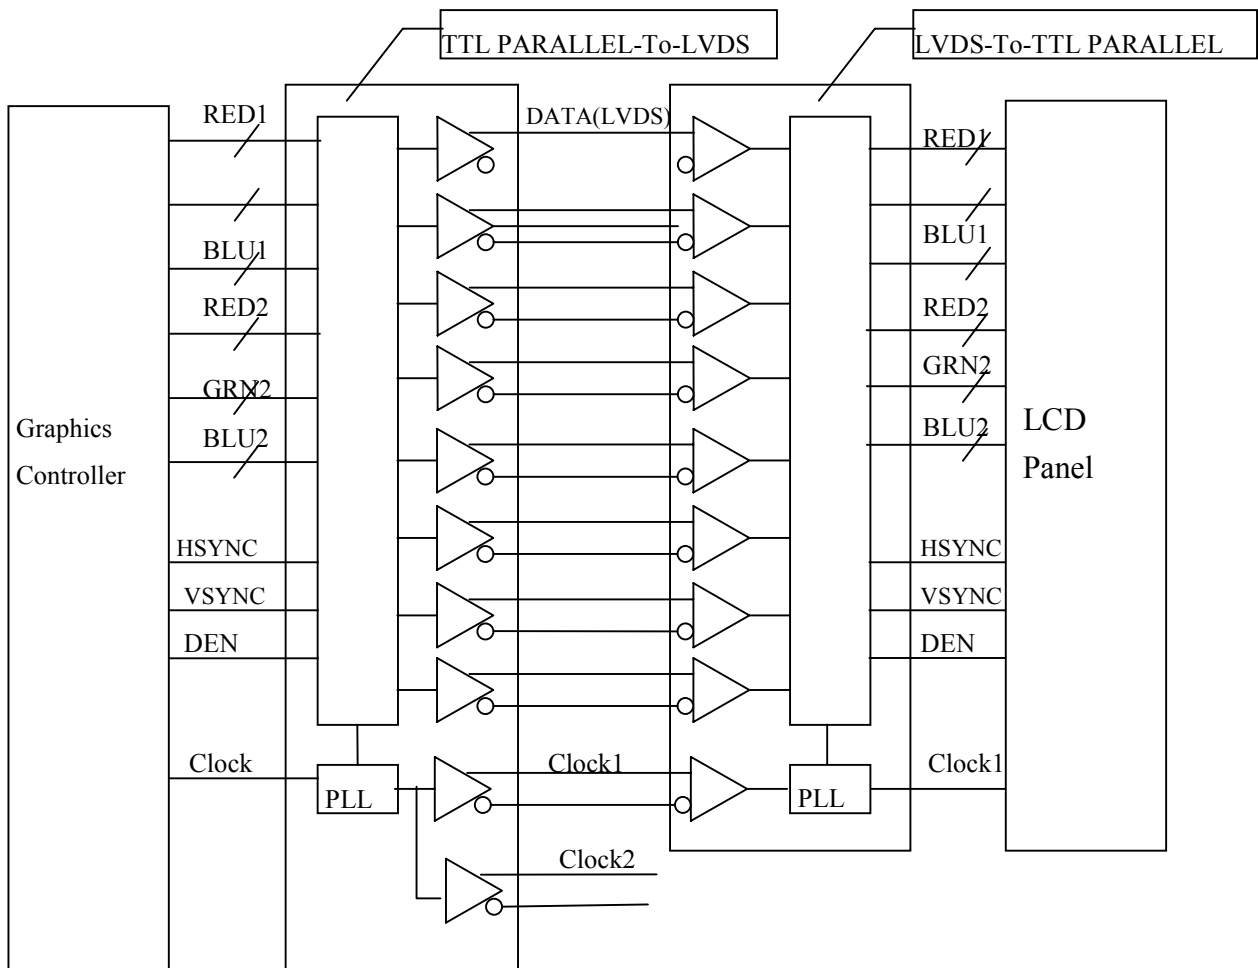 TTL PARALLEL-To-LVDS
LVDS-To-TTL PARALLEL
RED1
DATA(LVDS)
RED1
BLU1
BLU1
RED2
RED2
GRN2
GRN2
BLU2
BLU2
Graphics
Controller
LCD
Panel
HSYNC
HSYNC
VSYNC
VSYNC
DEN
DEN
Clock
Clock1
Clock1
PLL
PLL
Clock2